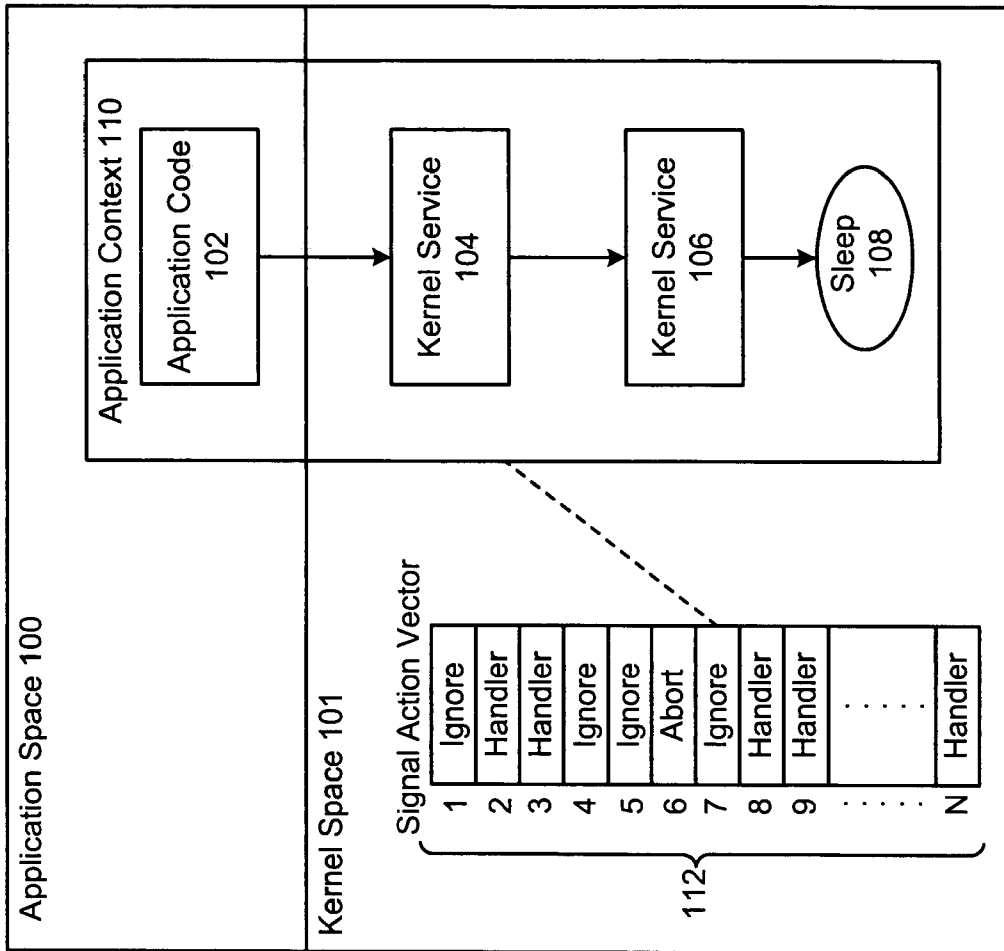 Application Space 100
Kernel Space 101
Application Context 110
Application Code
102
Kernel Service
104
Kernel Service
106
Sleep
108
Signal Action Vector
1 Ignore
2 Handler
3 Handler
4 Ignore
5 Ignore
6 Abort
7 Ignore
8 Handler
9 Handler
. . . . . . . . . .
N Handler
112